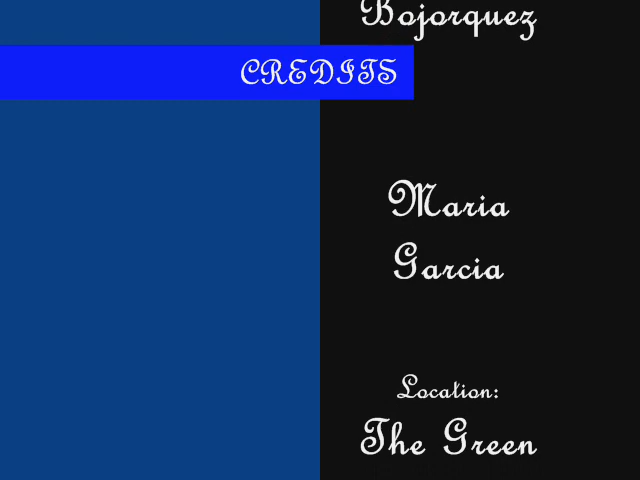 Bojorquez
CREDITS
Maria
Garcia
Location:
The Green